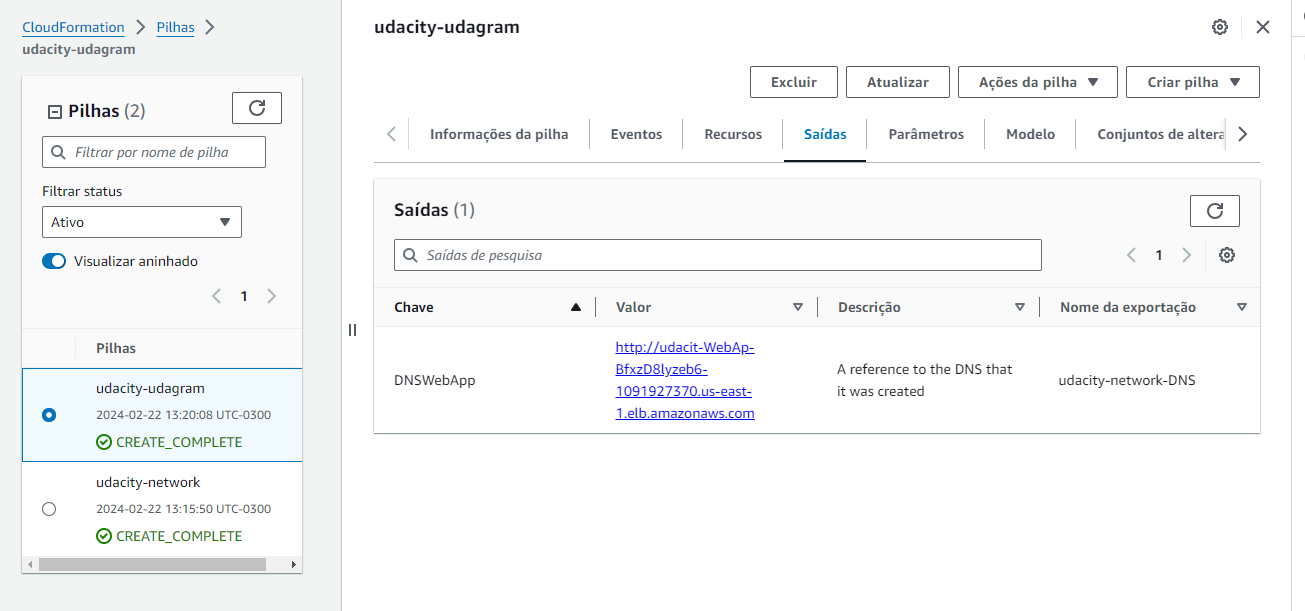 CloudFormation > Pilhas >
udacity-udagram
Pilhas (2)
Filtrar por nome de pilha
Filtrar status
Ativo
Visualizar aninhado
1
Pilhas
udacity-udagram
2024-02-22 13:20:08 UTC-0300
CREATE_COMPLETE
udacity-network
2024-02-22 13:15:50 UTC-0300
CREATE_COMPLETE
udacity-udagram
Excluir Atualizar Ações da pilha Criar pilha
Informações da pilha Eventos Recursos Saídas Parâmetros Modelo Conjuntos de altera
Saídas (1)
Saídas de pesquisa
1
Chave Valor Descrição Nome da exportação
DNSWebApp
http://udacit-WebAp-
BfxzD8lyzeb6-
1091927370.us-east-
1.elb.amazonaws.com
A reference to the DNS that
it was created
udacity-network-DNS